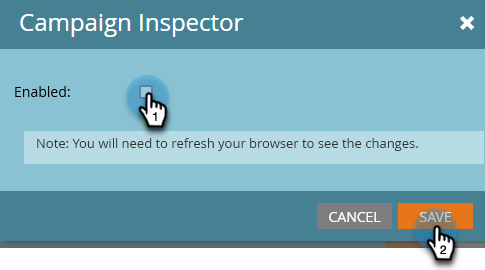 Campaign Inspector
Enabled:
1
Note: You will need to refresh your browser to see the changes.
CANCEL SAVE
2